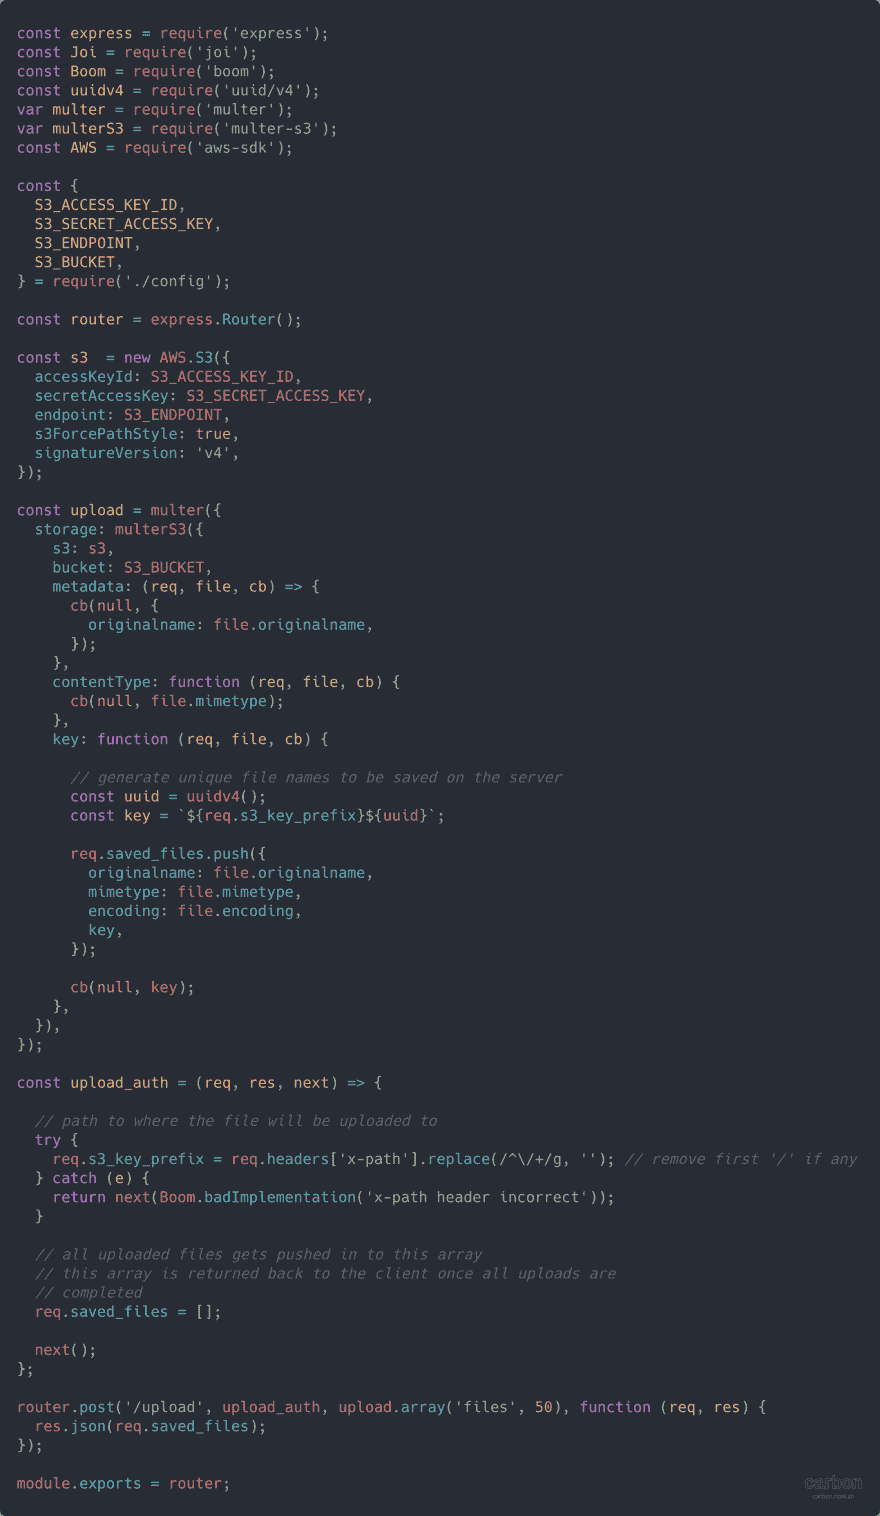 const express = require('express');
const Joi = require('joi');
const Boom = require('boom');
const uuidv4 = require('uuid/v4');
var multer = require('multer');
var multerS3 = require('multer-s3');
const AWS = require('aws-sdk');
const {
  S3_ACCESS_KEY_ID,
  S3_SECRET_ACCESS_KEY,
  S3_ENDPOINT,
  S3_BUCKET,
} = require('./config');
const router = express.Router();
const s3  = new AWS.S3({
  accessKeyId: S3_ACCESS_KEY_ID,
  secretAccessKey: S3_SECRET_ACCESS_KEY,
  endpoint: S3_ENDPOINT,
  s3ForcePathStyle: true,
  signatureVersion: 'v4',
});
const upload = multer({
  storage: multerS3({
    s3: s3,
    bucket: S3_BUCKET,
    metadata: (req, file, cb) => {
      cb(null, {
        originalname: file.originalname,
      });
    },
    contentType: function (req, file, cb) {
      cb(null, file.mimetype);
    },
    key: function (req, file, cb) {
      // generate unique file names to be saved on the server
      const uuid = uuidv4();
      const key = `${req.s3_key_prefix}${uuid}`;
      req.saved_files.push({
        originalname: file.originalname,
        mimetype: file.mimetype,
        encoding: file.encoding,
        key,
      });
      cb(null, key);
    },
  }),
});
const upload_auth = (req, res, next) => {
  // path to where the file will be uploaded to
  try {
    req.s3_key_prefix = req.headers['x-path'].replace(/^\/+/g, ''); // remove first '/' if any
  } catch (e) {
    return next(Boom.badImplementation('x-path header incorrect'));
  }
  // all uploaded files gets pushed in to this array
  // this array is returned back to the client once all uploads are
  // completed
  req.saved_files = [];
  next();
};
router.post('/upload', upload_auth, upload.array('files', 50), function (req, res) {
  res.json(req.saved_files);
});
module.exports = router;
carbon
carbon.now.sh